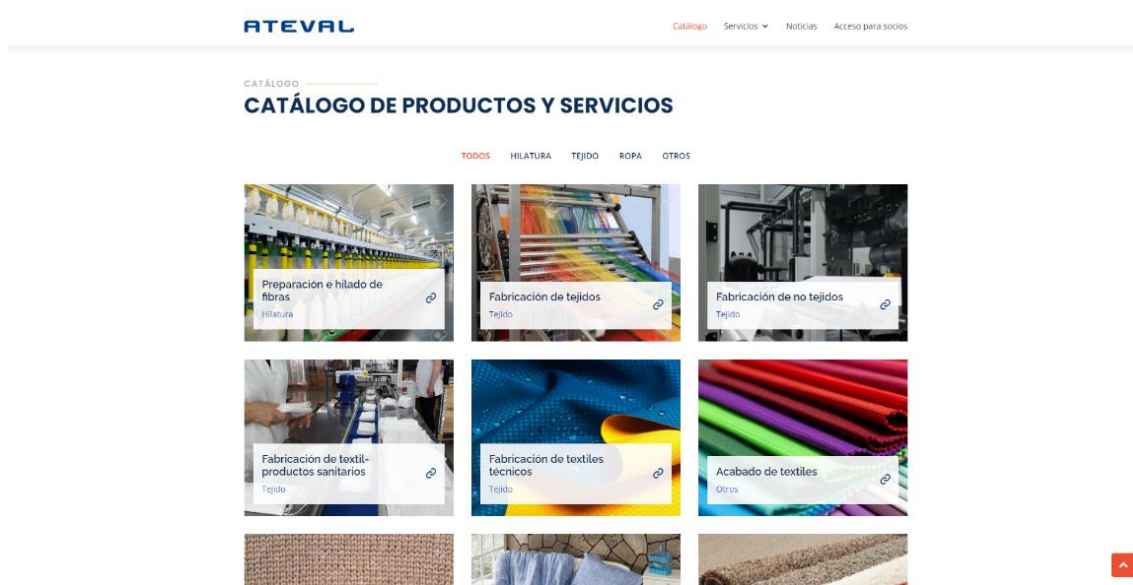 ATEVAL
Catálogo Servicios Noticias Acceso para socios
CATÁLOGO
CATÁLOGO DE PRODUCTOS Y SERVICIOS
TODOS HILATURA TEJIDO ROPA OTROS
Preparación e hilado de
fibras
Hilatura
Fabricación de tejidos
Tejido
Fabricación de no tejidos
Tejido
Fabricación de textil-
productos sanitarios
Tejido
Fabricación de textiles
técnicos
Tejido
Acabado de textiles
Otros